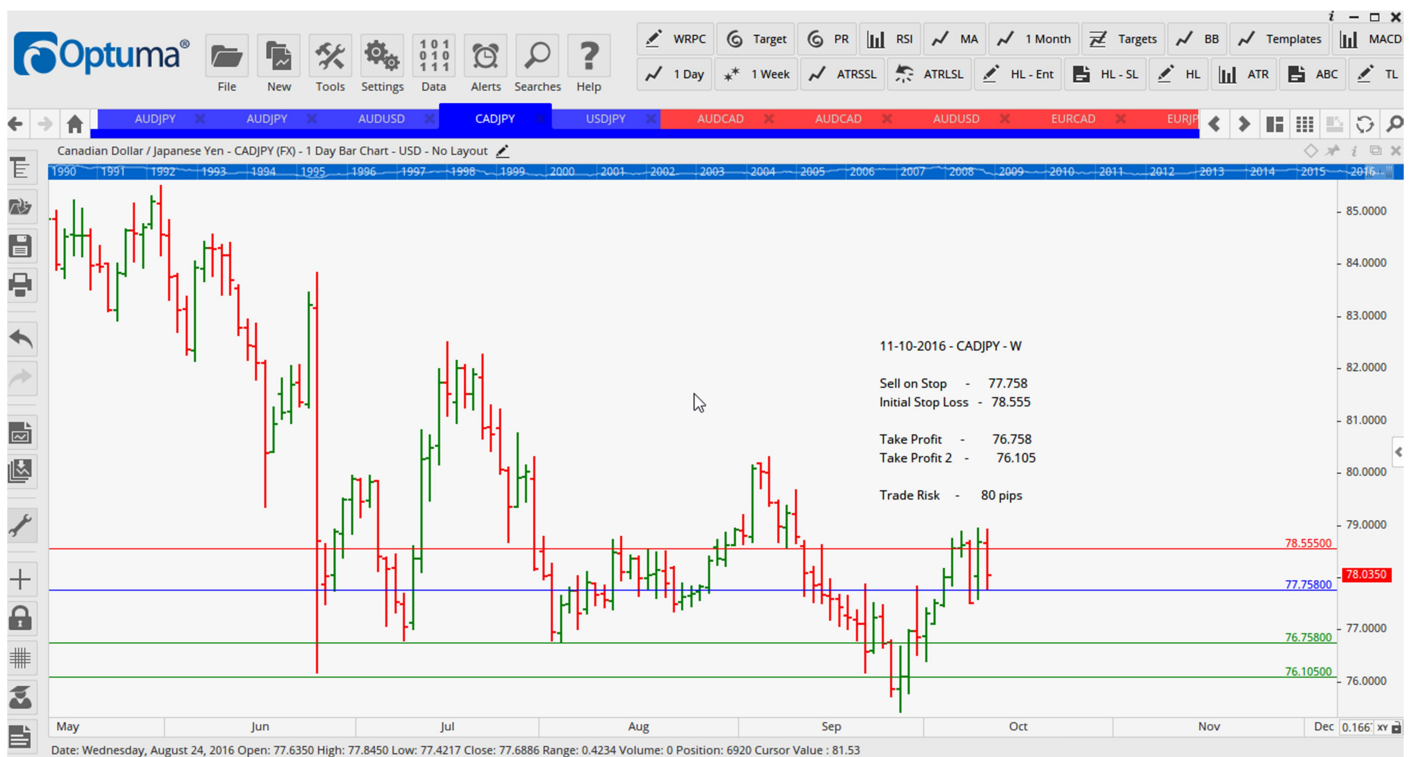 i
Optuma®
File New Tools Settings Data Alerts Searches Help
101
010
111
WRPC Target PR RSI MA 1 Month Targets BB Templates MACD
1 Day 1 Week ATRSSL ATRLSL HL - Ent HL - SL HL ATR ABC TL
AUDJPY AUDJPY AUDUSD CADJPY USDJPY AUDCAD AUDCAD AUDUSD EURCAD EURJP
Canadian Dollar / Japanese Yen - CADJPY (FX) - 1 Day Bar Chart - USD - No Layout
1990 1991 1992 1993 1994 1995 1996 1997 1998 1999 2000 2001 2002 2003 2004 2005 2006 2007 2008 2009 2010 2011 2012 2013 2014 2015 2016
85.0000
84.0000
83.0000
11-10-2016 - CADJPY - W
82.0000
Sell on Stop - 77.758
Initial Stop Loss - 78.555
81.0000
Take Profit - 76.758
Take Profit 2 - 76.105
80.0000
Trade Risk - 80 pips
79.0000
78.55500
78.0350
77.75800
77.0000
76.75800
76.10500
76.0000
May Jun Jul Aug Sep Oct Nov Dec 0.166 XY
Date: Wednesday, August 24, 2016 Open: 77.6350 High: 77.8450 Low: 77.4217 Close: 77.6886 Range: 0.4234 Volume: 0 Position: 6920 Cursor Value : 81.53